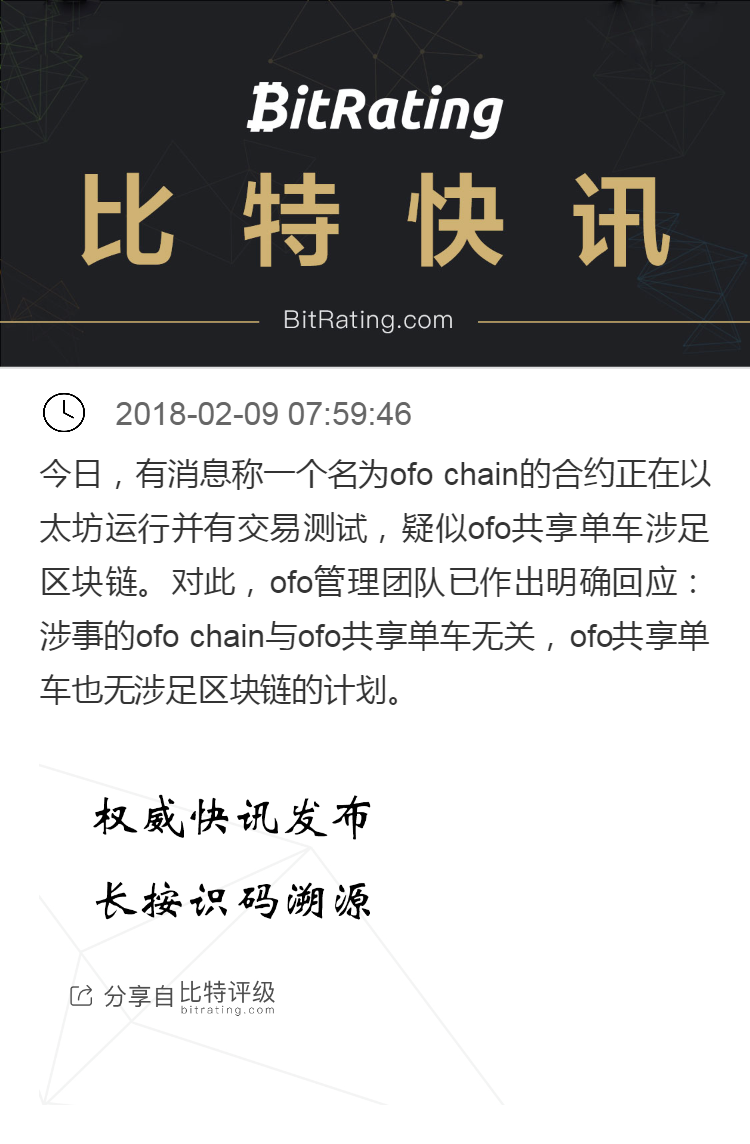 BitRating
比特快讯
BitRating.com
2018-02-09 07:59:46
今日，有消息称一个名为ofo chain的合约正在以
太坊运行并有交易测试，疑似ofo共享单车涉足
区块链。对此，ofo管理团队已作出明确回应：
涉事的ofo chain与ofo共享单车无关，ofo共享单
车也无涉足区块链的计划。
权威快讯发布
长按识码溯源
分享自比特评级
bitrating.com